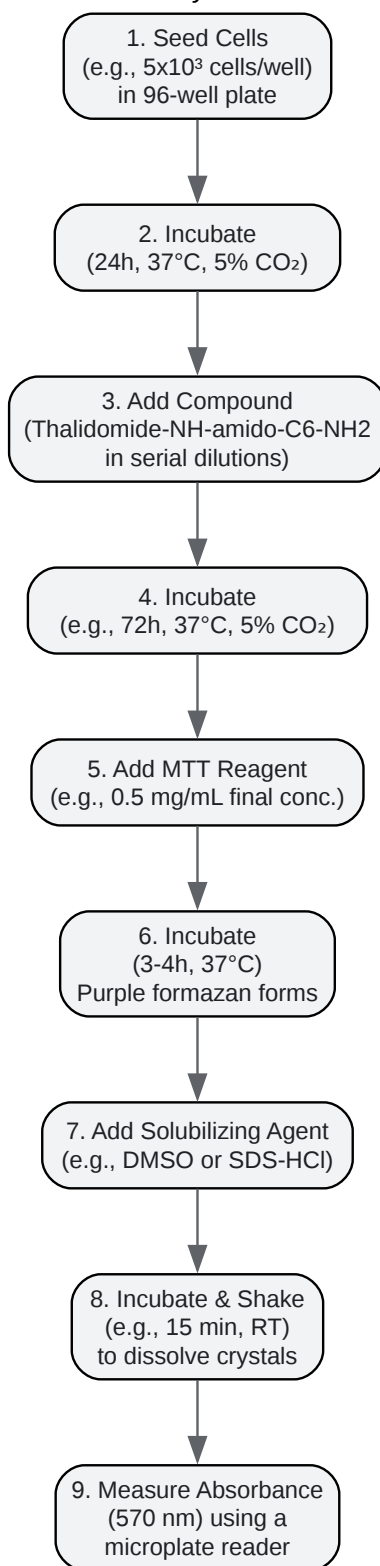 1. Seed Cells
(e.g., 5x10³ cells/well)
in 96-well plate
2. Incubate
(24h, 37°C, 5% CO₂)
3. Add Compound
(Thalidomide-NH-amido-C6-NH2
in serial dilutions)
4. Incubate
(e.g., 72h, 37°C, 5% CO₂)
5. Add MTT Reagent
(e.g., 0.5 mg/mL final conc.)
6. Incubate
(3-4h, 37°C)
Purple formazan forms
7. Add Solubilizing Agent
(e.g., DMSO or SDS-HCl)
8. Incubate & Shake
(e.g., 15 min, RT)
to dissolve crystals
9. Measure Absorbance
(570 nm) using a
microplate reader